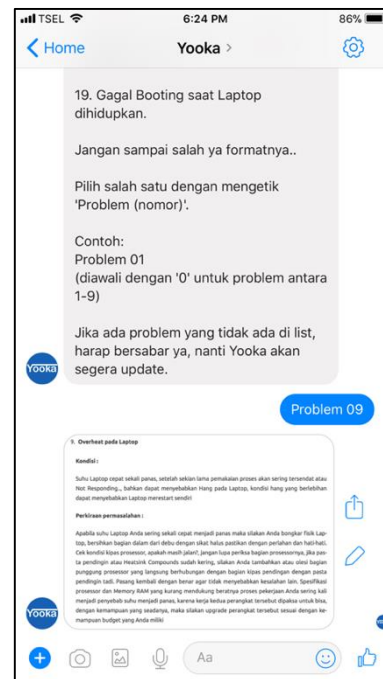 TSEL 6:24 PM 86%
Home Yooka >
19. Gagal Booting saat Laptop
dihidupkan.
Jangan sampai salah ya formatnya..
Pilih salah satu dengan mengetik
'Problem (nomor)'.
Contoh:
Problem 01
(diawali dengan '0' untuk problem antara
1-9)
Jika ada problem yang tidak ada di list,
harap bersabar ya, nanti Yooka akan
segera update.
Yooka
Problem 09
9. Overheat pada Laptop
Kondisi :
Suhu Laptop cepat sekali panas, setelah sekian lama pemakaian proses akan sering tersendat atau
Not Responding,, bahkan dapat menyebabkan Hang pada Laptop, kondisi hang yang berlebihan
dapat menyebabkan Laptop merestart sendiri
Perkiraan permasalahan :
Apabila suhu Laptop Anda sering sekali cepat menjadi panas maka silakan Anda bongkar fisik Lap-
top, bersihkan bagian dalam dari debu dengan sikat halus pastikan dengan perlahan dan hati-hati.
Cek kondisi kipas prosessor, apakah masih jalan?, jangan lupa periksa bagian prosessornya, jika pas-
ta pendingin atau Heatsink Compounds sudah kering, silakan Anda tambahkan atau olesi bagian
punggung prosessor yang langsung berhubungan dengan bagian kipas pendingan dengan pasta
pendingin tadi. Pasang kembali dengan benar agar tidak menyebabkan kesalahan lain. Spesifikasi
prosessor dan Memory RAM yang kurang mendukung beratnya proses pekerjaan Anda sering kali
menjadi penyebab suhu menjadi panas, karena kerja kedua perangkat tersebut dipaksa untuk bisa,
dengan kemampuan yang seadanya, maka silakan upgrade perangkat tersebut sesuai dengan ke-
mampuan budget yang Anda miliki
Yooka
Aa